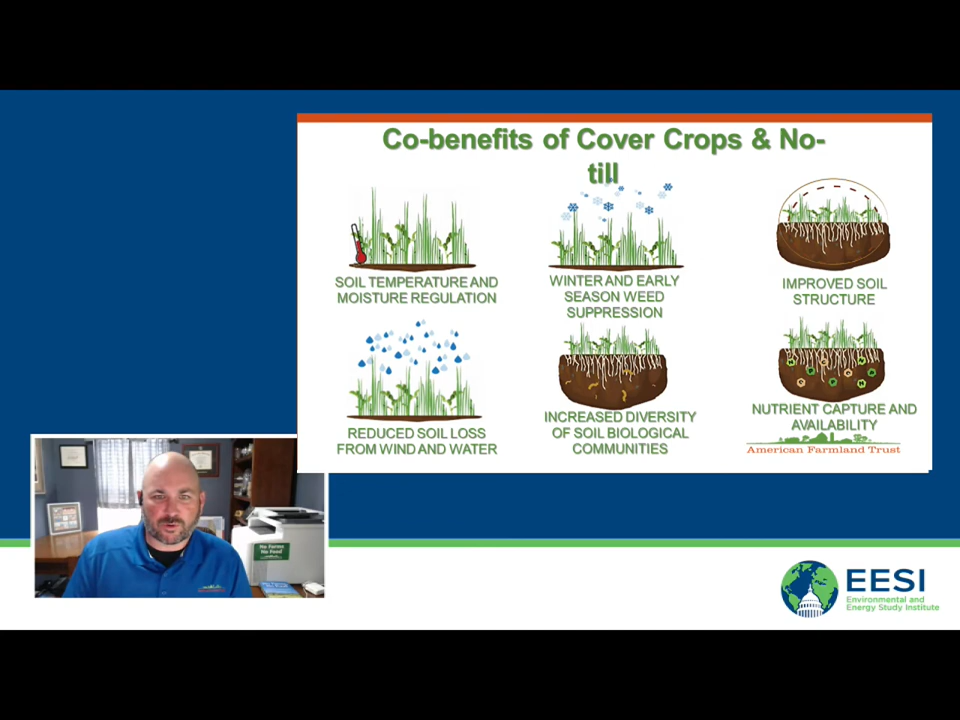 Co-benefits of Cover Crops & No-
till
SOIL TEMPERATURE AND
MOISTURE REGULATION
WINTER AND EARLY
SEASON WEED
SUPPRESSION
IMPROVED SOIL
STRUCTURE
REDUCED SOIL LOSS
FROM WIND AND WATER
INCREASED DIVERSITY
OF SOIL BIOLOGICAL
COMMUNITIES
NUTRIENT CAPTURE AND
AVAILABILITY
American Farmland Trust
No Farms
No Food
EESI
Environmental and
Energy Study Institute